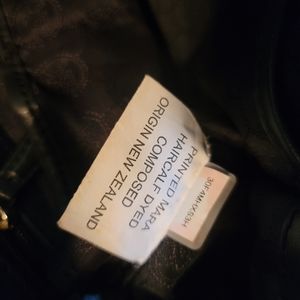 PRINTED MARA
HAIRCALF DYED
COMPOSED
ORIGIN NEW ZEALAND